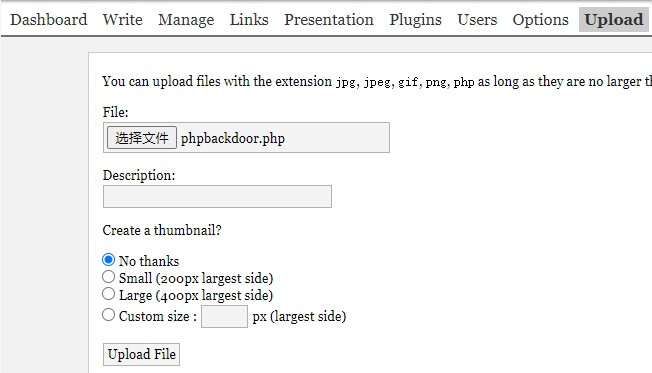 Dashboard Write Manage Links Presentation Plugins Users Options Upload
You can upload files with the extension jpg, jpeg, gif, png, php as long as they are no larger
File:
选择文件 phpbackdoor.php
Description:
Create a thumbnail?
No thanks
Small (200px largest side)
Large (400px largest side)
Custom size : px (largest side)
Upload File